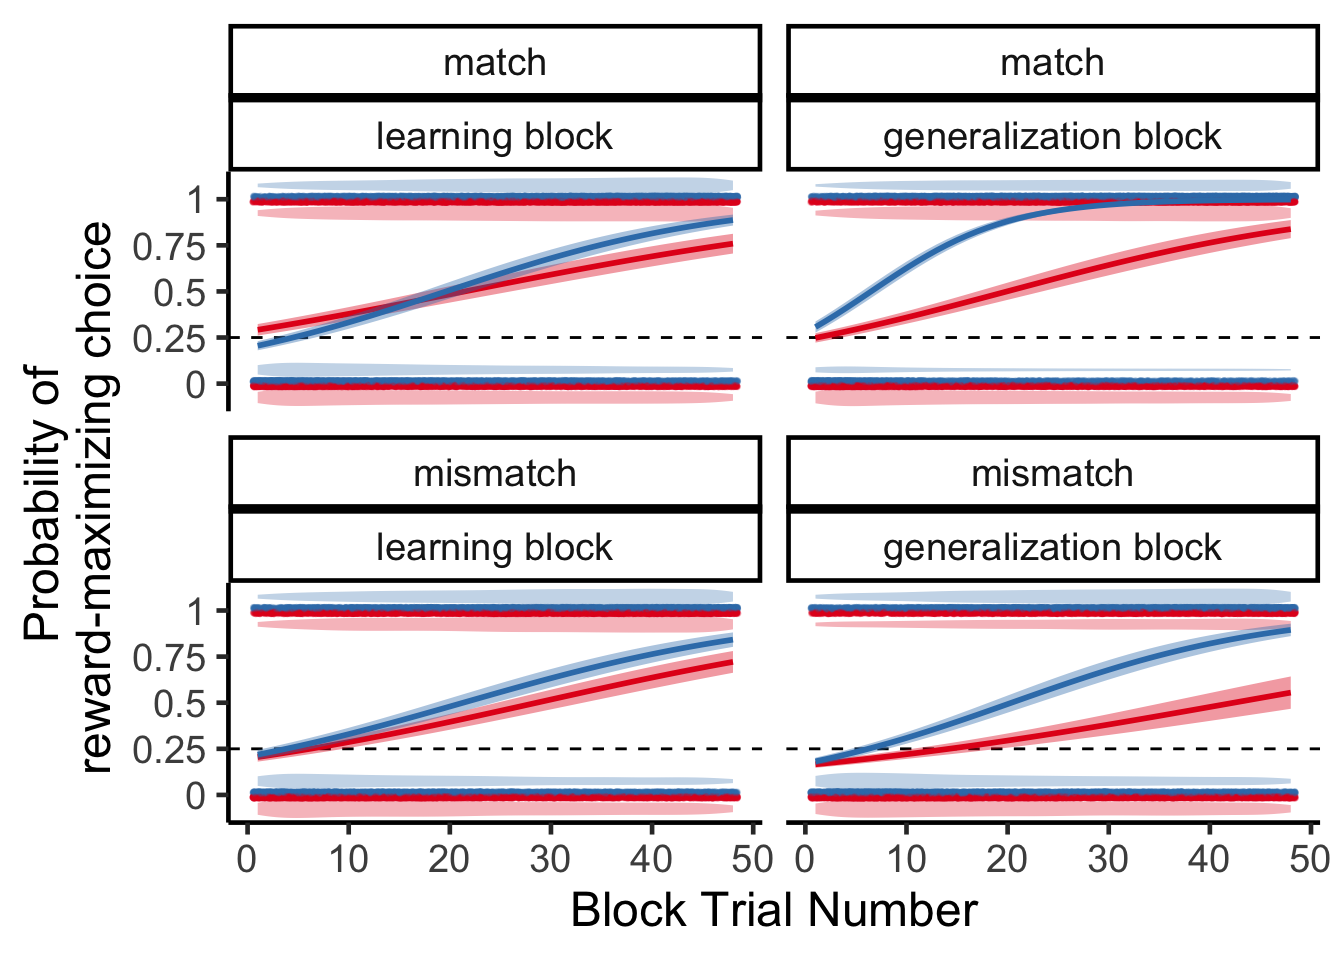 match
match
learning block
generalization block
1
0.75
0.5
0.25
0
mismatch
mismatch
learning block
generalization block
1
0.75
0.5
0.25
0
0 10 20 30 40 50
0 10 20 30 40 50
Block Trial Number
Probability of
reward-maximizing choice